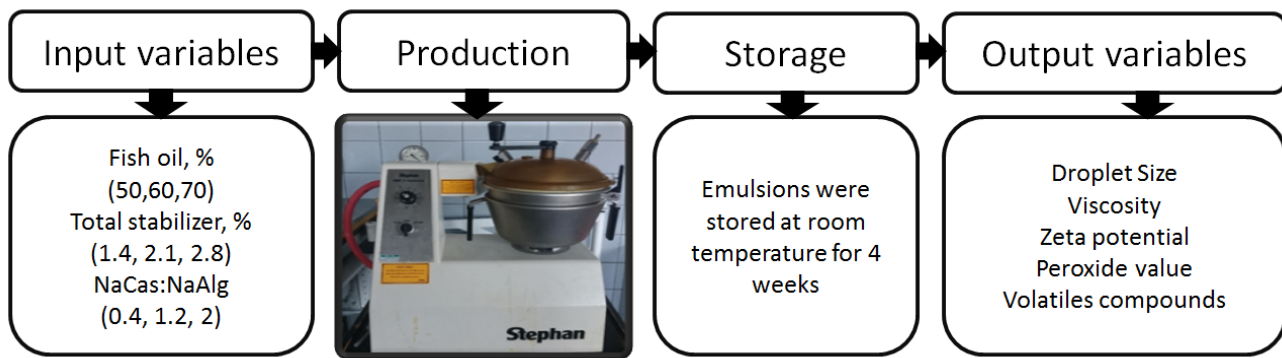 Input variables
Production
Storage
Output variables
Fish oil, %
(50,60,70)
Total stabilizer, %
(1.4, 2.1, 2.8)
NaCas:NaAlg
(0.4, 1.2, 2)
Stephan
Emulsions were
stored at room
temperature for 4
weeks
Droplet Size
Viscosity
Zeta potential
Peroxide value
Volatiles compounds